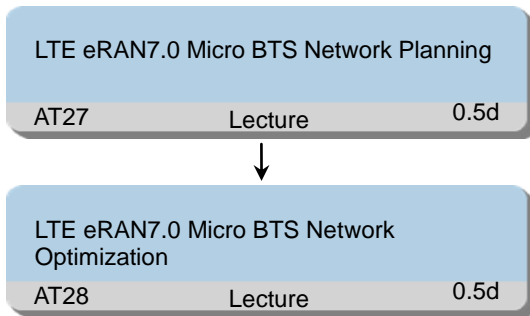 LTE eRAN7.0 Micro BTS Network Planning
AT27 Lecture 0.5d
LTE eRAN7.0 Micro BTS Network
Optimization
AT28 Lecture 0.5d